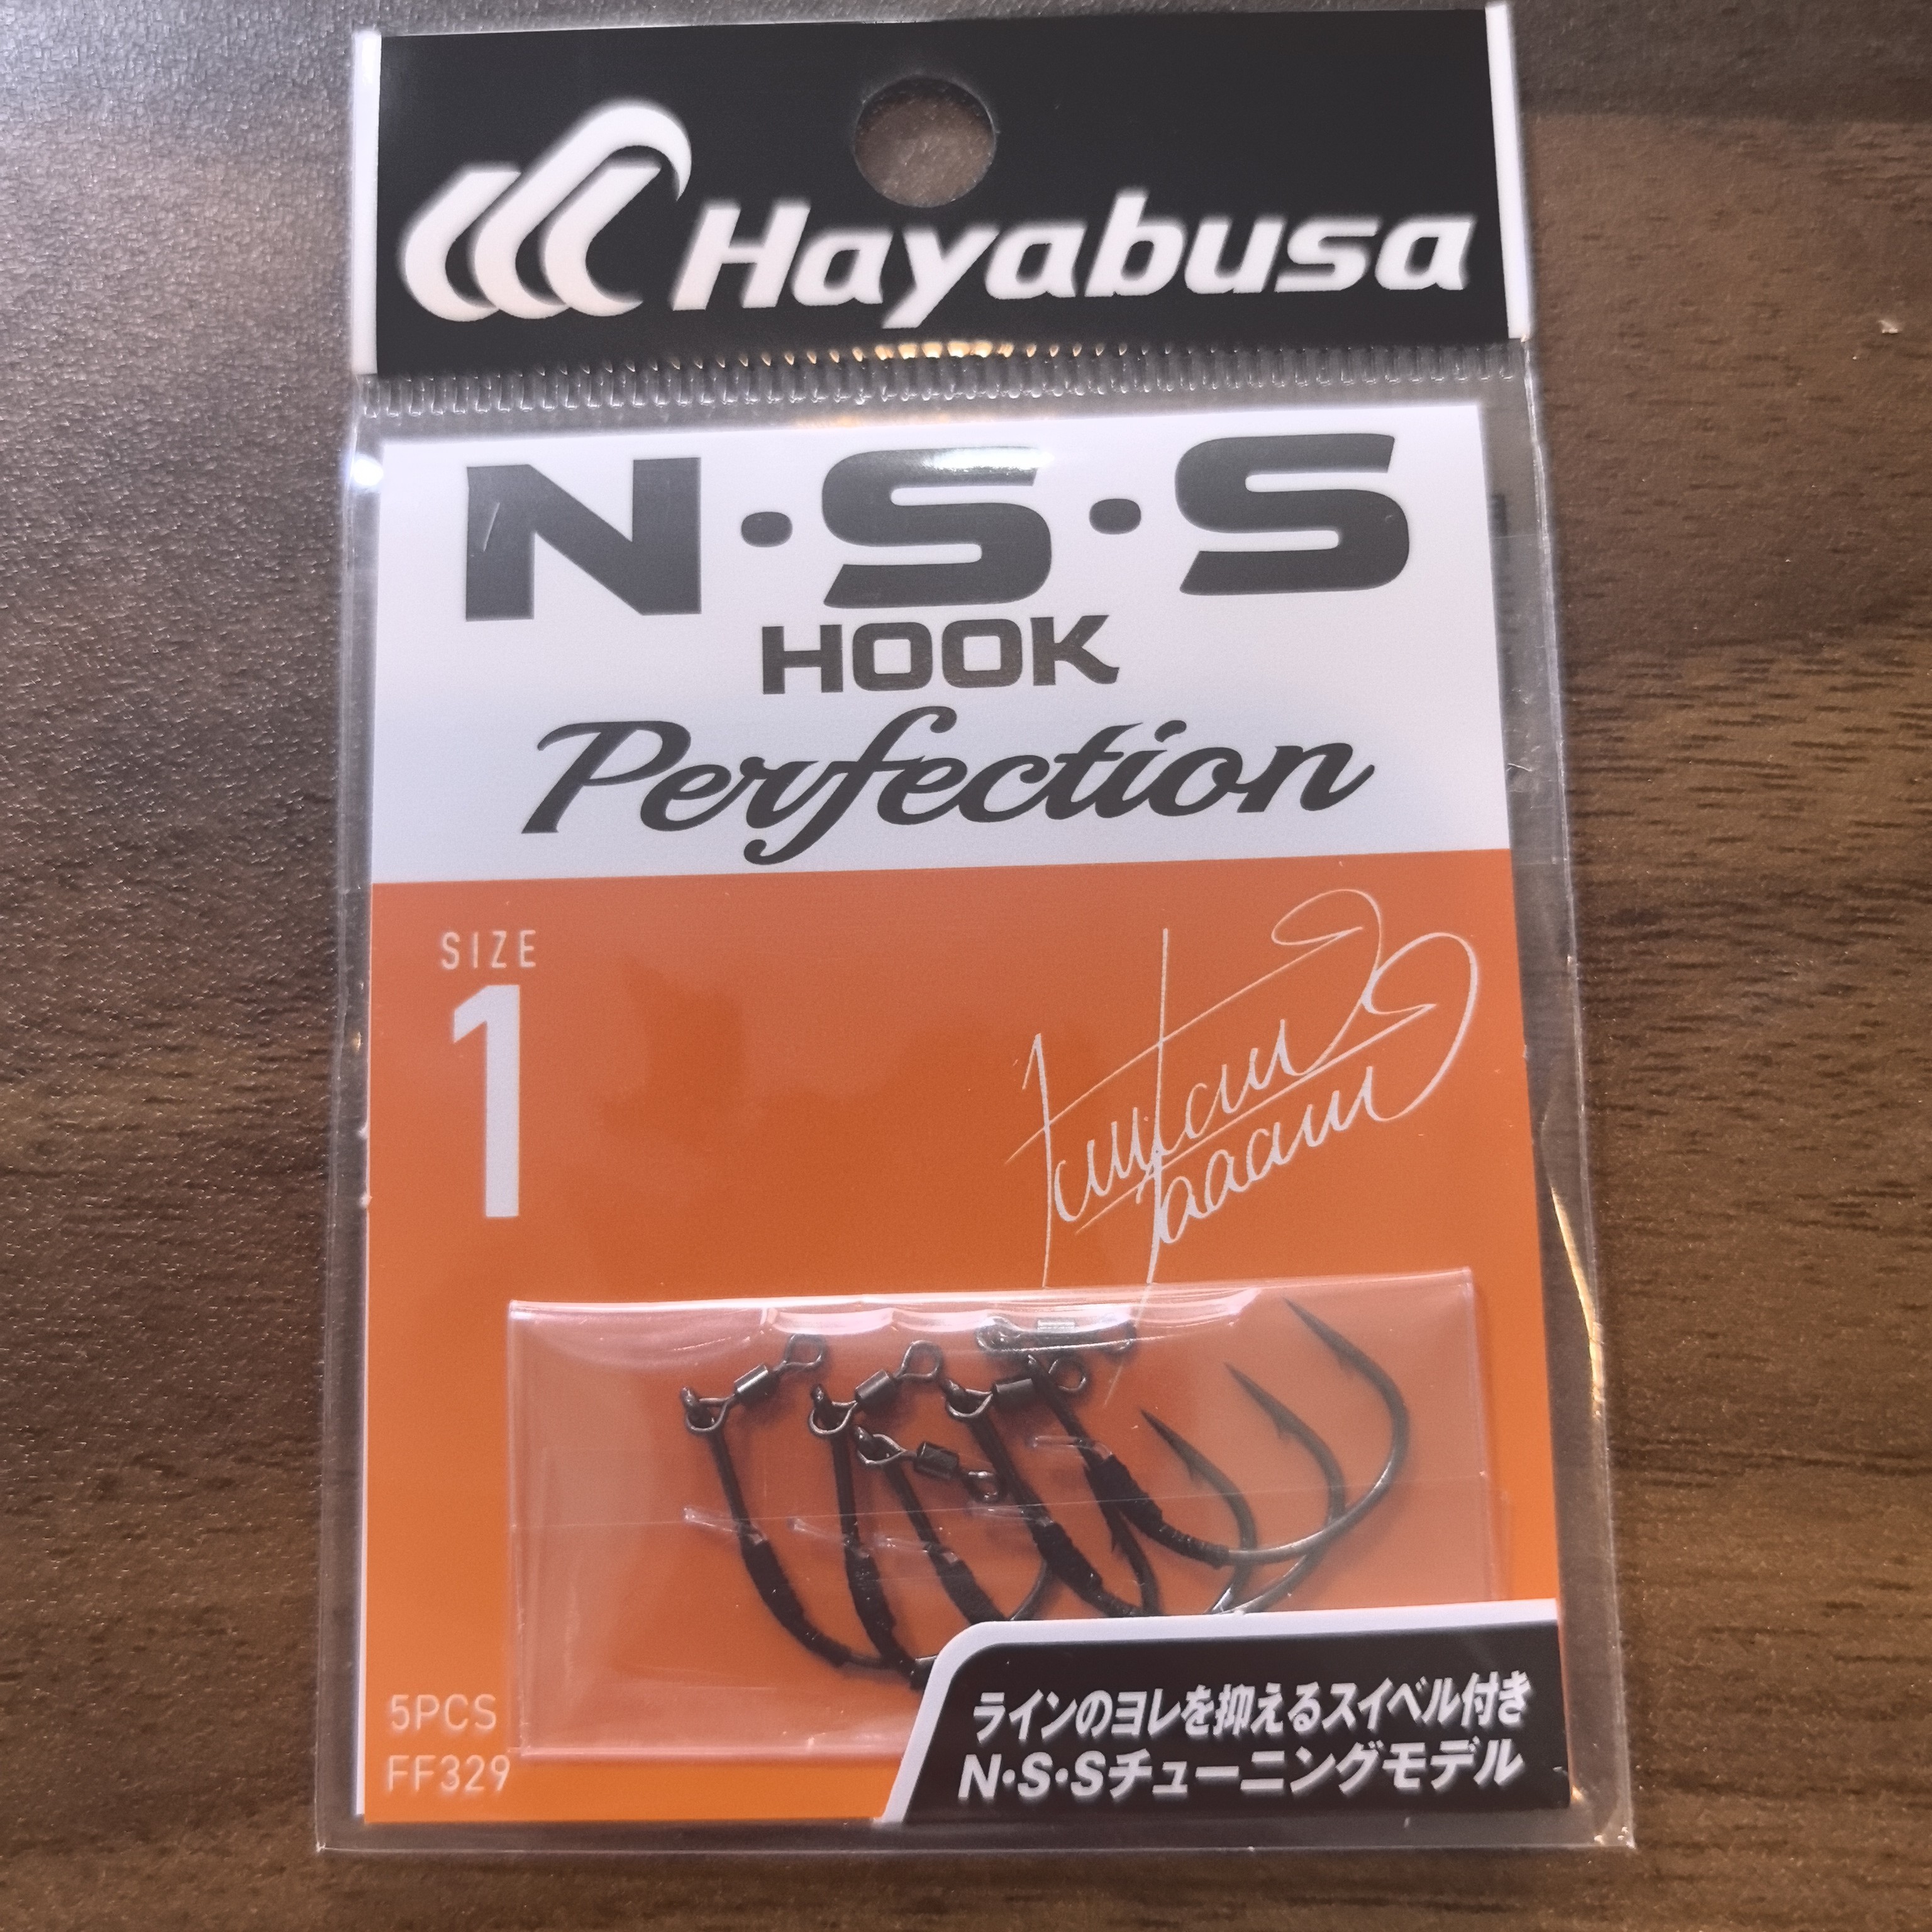 Hayabusa
N・S・S
HOOK
Perfection
SIZE
1
5PCS
FF329
ラインのヨレを抑えるスイベル付き
N・S・Sチューニングモデル